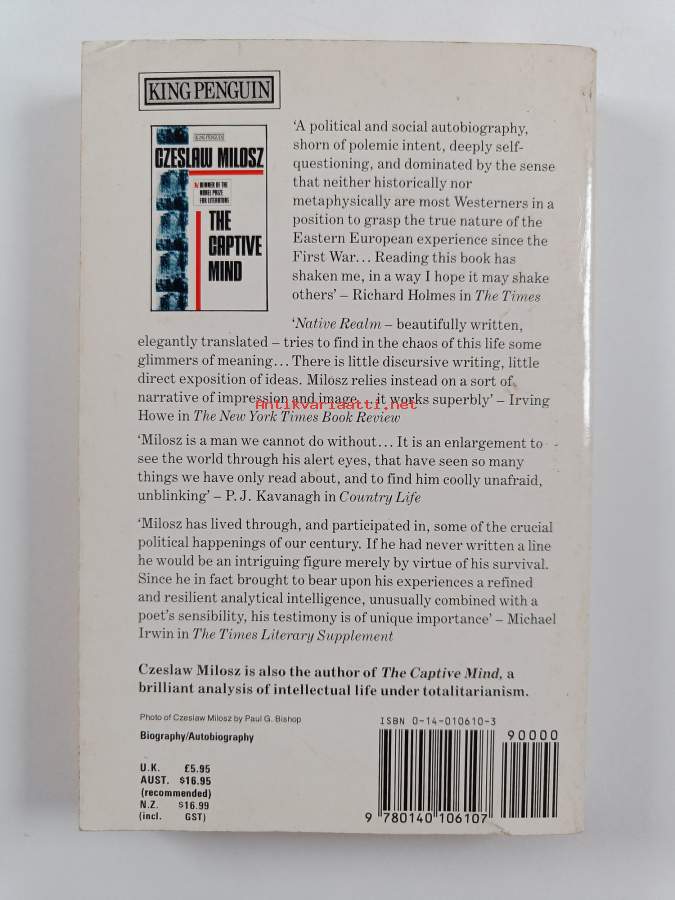 KING PENGUIN
KING PENGUIN
CZESLAW MILOSZ
WINNER OF THE
NOBEL PRIZE
FOR LITERATURE
THE
CAPTIVE
MIND
‘A political and social autobiography,
shorn of polemic intent, deeply self-
questioning, and dominated by the sense
that neither historically nor
metaphysically are most Westerners in a
position to grasp the true nature of the
Eastern European experience since the
First War... Reading this book has
shaken me, in a way I hope it may shake
others’ – Richard Holmes in The Times
‘Native Realm – beautifully written,
elegantly translated – tries to find in the chaos of this life some
glimmers of meaning... There is little discursive writing, little
direct exposition of ideas. Milosz relies instead on a sort of
narrative of impression and image... it works superbly’ – Irving
Antikvariaatti.net
Howe in The New York Times Book Review
‘Milosz is a man we cannot do without... It is an enlargement to
see the world through his alert eyes, that have seen so many
things we have only read about, and to find him coolly unafraid,
unblinking’ – P. J. Kavanagh in Country Life
‘Milosz has lived through, and participated in, some of the crucial
political happenings of our century. If he had never written a line
he would be an intriguing figure merely by virtue of his survival.
Since he in fact brought to bear upon his experiences a refined
and resilient analytical intelligence, unusually combined with a
poet’s sensibility, his testimony is of unique importance’ – Michael
Irwin in The Times Literary Supplement
Czeslaw Milosz is also the author of The Captive Mind, a
brilliant analysis of intellectual life under totalitarianism.
Photo of Czeslaw Milosz by Paul G. Bishop
Biography/Autobiography
U.K. £5.95
AUST. $16.95
(recommended)
N.Z. $16.99
(incl. GST)
ISBN 0-14-010610-3
90000
9 780140 106107